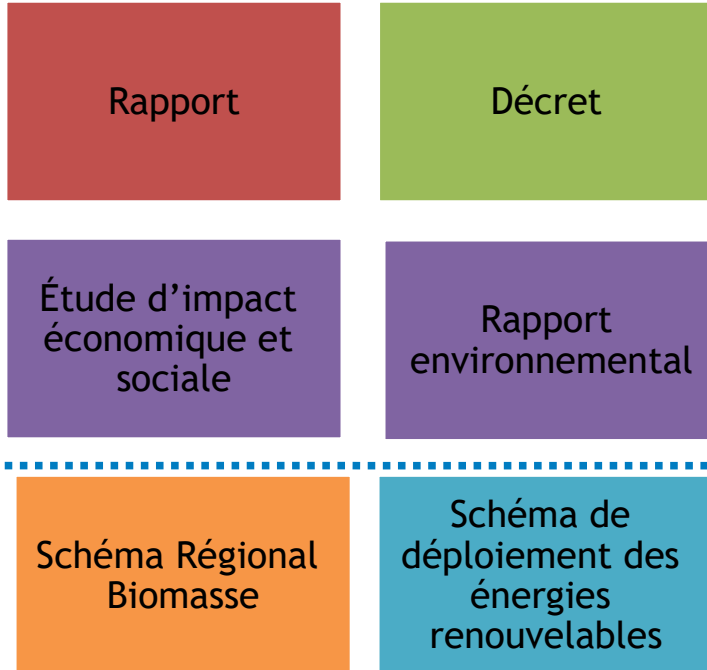 Rapport
Décret
Étude d’impact
économique et
sociale
Rapport
environnemental
Schéma Régional
Biomasse
Schéma de
déploiement des
énergies
renouvelables